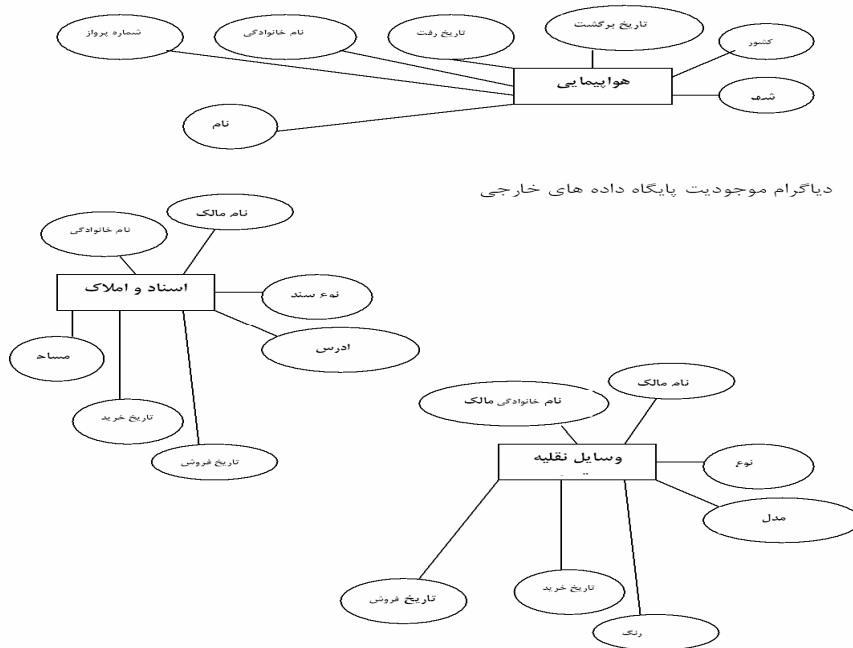 شماره پرواز
نام خانوادگی
تاریخ رفت
تاریخ برگشت
کشور
هواپیمایی
نام
دیاگرام موجودیت پایگاه داده های خارجی
نام مالک
نام خانوادگی
اسناد و املاک
نوع سند
ادرس
تاریخ خرید
تاریخ فروش
نام مالک
نام خانوادگی مالک
وسایل نقلیه
نوع
مدل
تاریخ فروش
تاریخ خرید
رنگ